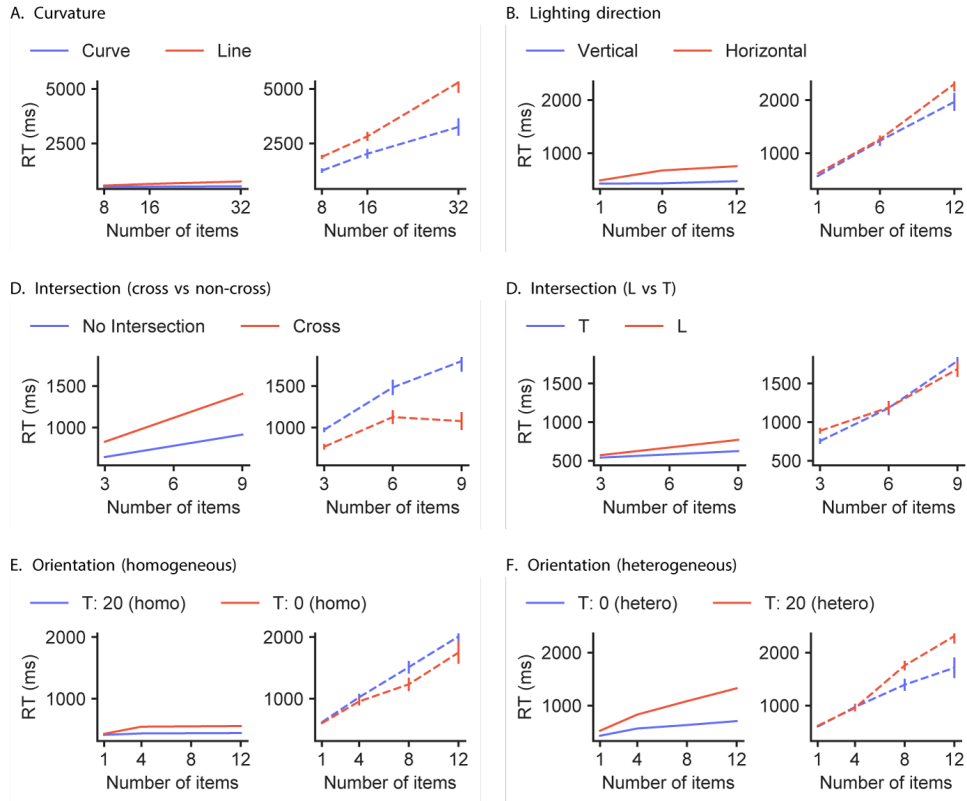 A. Curvature
Curve Line
5000
2500
RT (ms)
8 16 32
Number of items
5000
2500
8 16 32
Number of items
B. Lighting direction
Vertical Horizontal
2000
1000
RT (ms)
1 6 12
Number of items
2000
1000
1 6 12
Number of items
D. Intersection (cross vs non-cross)
No Intersection Cross
1500
1000
RT (ms)
3 6 9
Number of items
1500
1000
3 6 9
Number of items
D. Intersection (L vs T)
T L
1500
1000
500
RT (ms)
3 6 9
Number of items
1500
1000
500
3 6 9
Number of items
E. Orientation (homogeneous)
T: 20 (homo) T: 0 (homo)
2000
1000
RT (ms)
1 4 8 12
Number of items
2000
1000
1 4 8 12
Number of items
F. Orientation (heterogeneous)
T: 0 (hetero) T: 20 (hetero)
2000
1000
RT (ms)
1 4 8 12
Number of items
2000
1000
1 4 8 12
Number of items